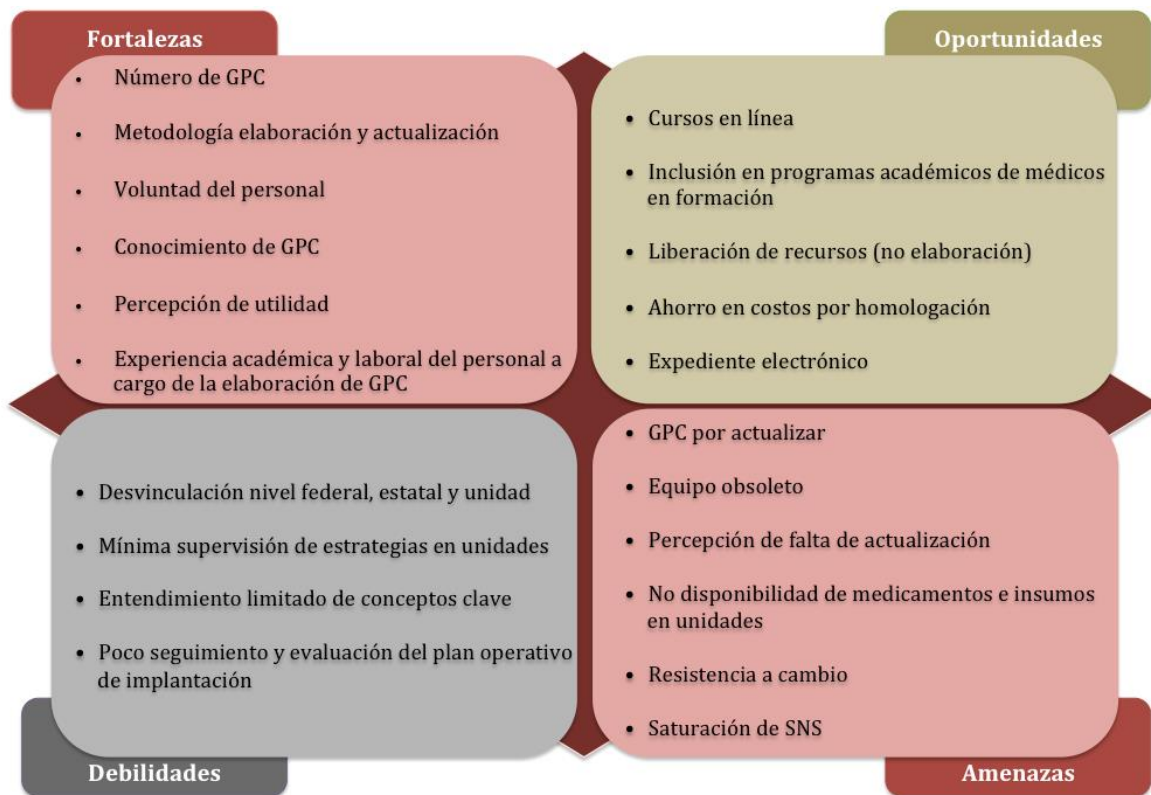 Fortalezas
• Número de GPC
• Metodología elaboración y actualización
• Voluntad del personal
• Conocimiento de GPC
• Percepción de utilidad
• Experiencia académica y laboral del personal a
cargo de la elaboración de GPC
Oportunidades
• Cursos en línea
• Inclusión en programas académicos de médicos
en formación
• Liberación de recursos (no elaboración)
• Ahorro en costos por homologación
• Expediente electrónico
• Desvinculación nivel federal, estatal y unidad
• Mínima supervisión de estrategias en unidades
• Entendimiento limitado de conceptos clave
• Poco seguimiento y evaluación del plan operativo
de implantación
Debilidades
• GPC por actualizar
• Equipo obsoleto
• Percepción de falta de actualización
• No disponibilidad de medicamentos e insumos
en unidades
• Resistencia a cambio
• Saturación de SNS
Amenazas